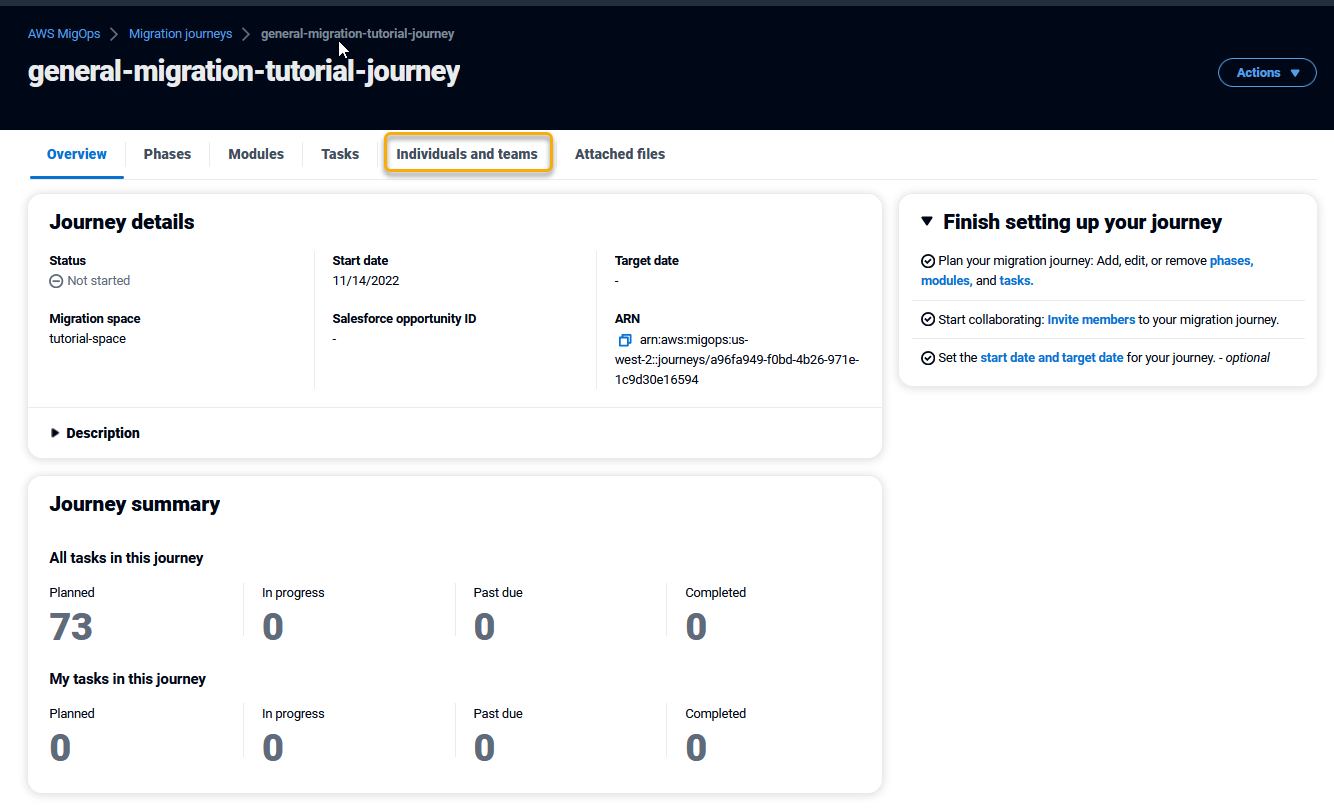 AWS MigOps > Migration journeys > general-migration-tutorial-journey
general-migration-tutorial-journey
Actions
Overview Phases Modules Tasks Individuals and teams Attached files
Journey details
Status
Not started
Start date
11/14/2022
Target date
-
Migration space
tutorial-space
Salesforce opportunity ID
-
ARN
arn:aws:migops:us-
west-2::journeys/a96fa949-f0bd-4b26-971e-
1c9d30e16594
Description
Finish setting up your journey
Plan your migration journey: Add, edit, or remove phases,
modules, and tasks.
Start collaborating: Invite members to your migration journey.
Set the start date and target date for your journey. - optional
Journey summary
All tasks in this journey
Planned In progress Past due Completed
73 0 0 0
My tasks in this journey
Planned In progress Past due Completed
0 0 0 0